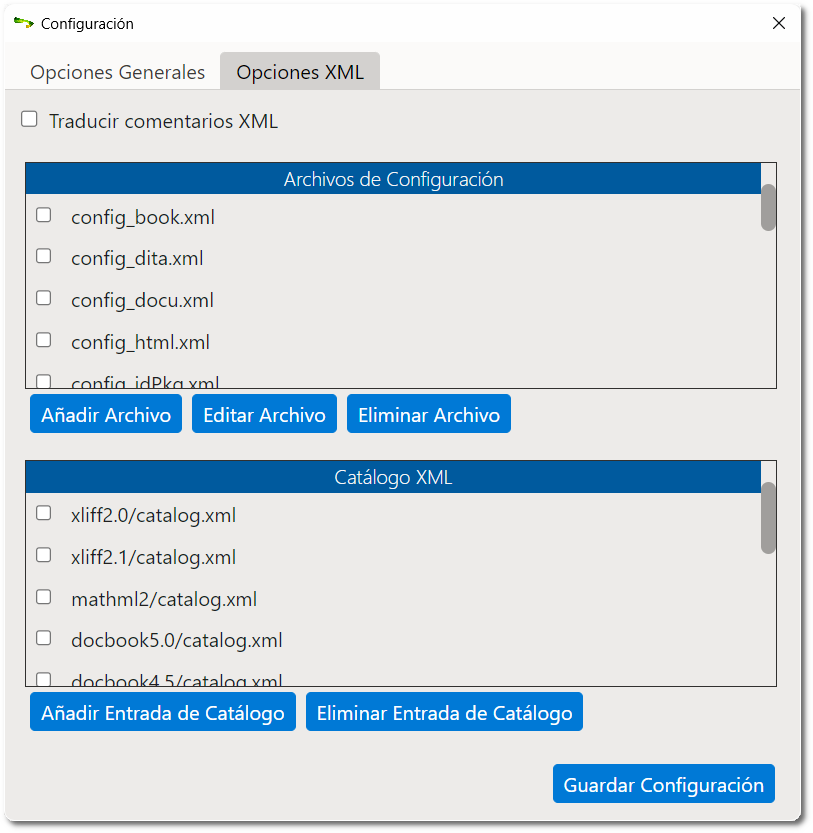 Configuración
Opciones Generales Opciones XML
Traducir comentarios XML
Archivos de Configuración
config_book.xml
config_dita.xml
config_docu.xml
config_html.xml
config_idPkg.xml
Añadir Archivo Editar Archivo Eliminar Archivo
Catálogo XML
xliff2.0/catalog.xml
xliff2.1/catalog.xml
mathml2/catalog.xml
docbook5.0/catalog.xml
docbook4.5/catalog.xml
Añadir Entrada de Catálogo Eliminar Entrada de Catálogo
Guardar Configuración